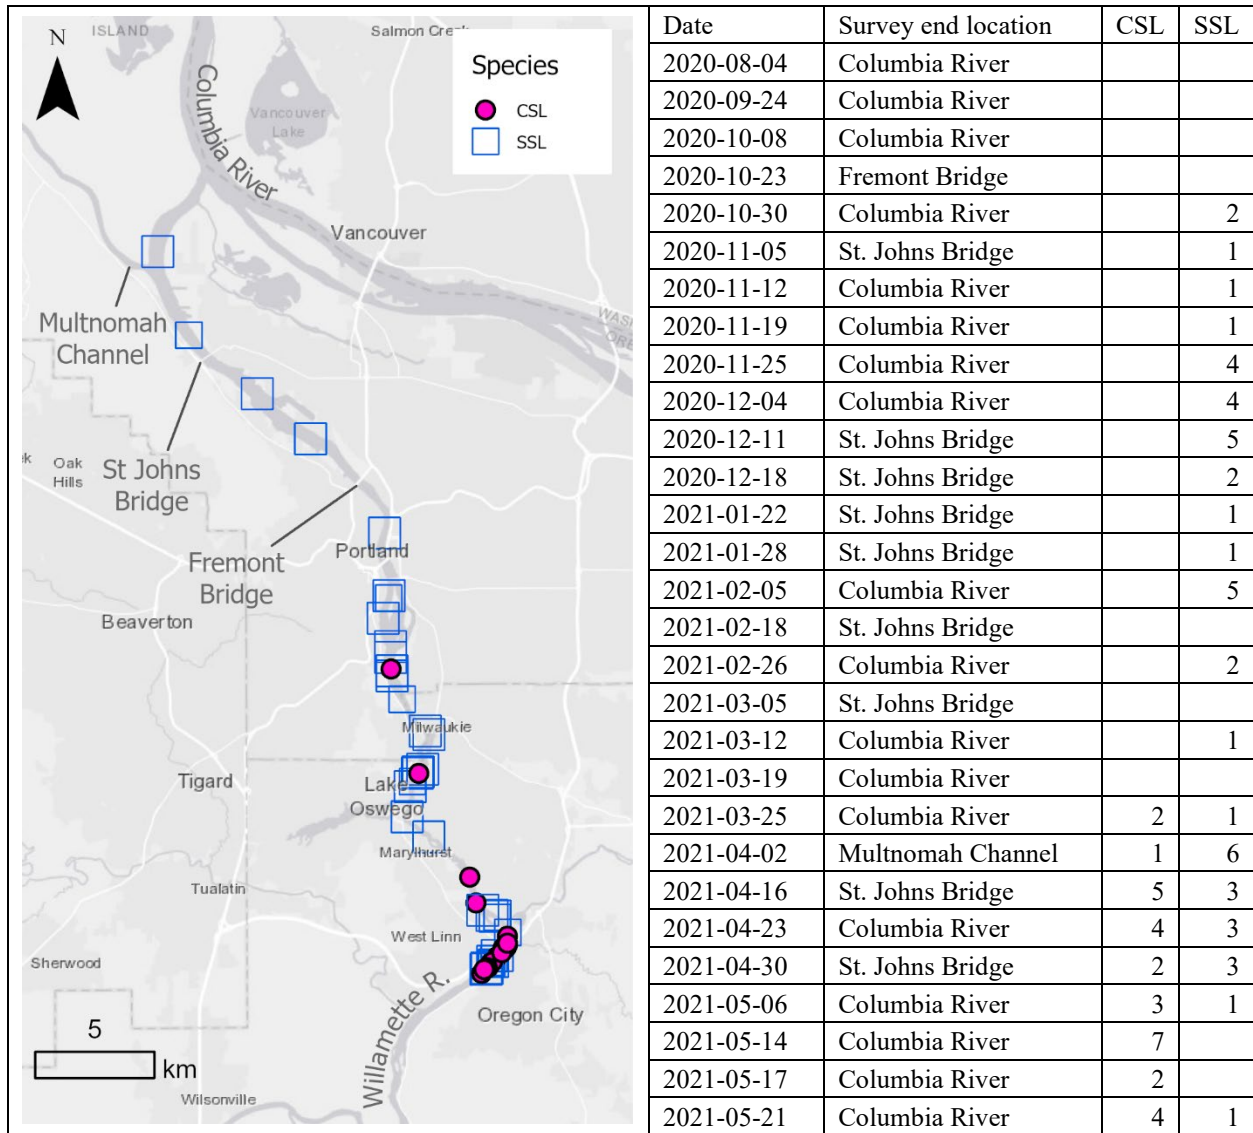 N
ISLAND
Salmon Creek
Species
CSL
SSL
Columbia River
Vancouver
Lake
Vancouver
WASH
ORE
Multnomah
Channel
Oak
Hills
St Johns
Bridge
Fremont
Bridge
Portland
Beaverton
Milwaukie
Tigard
Lake
Oswego
Marylhurst
Tualatin
West Linn
Sherwood
Willamette R.
Oregon City
5
km
Wilsonville
Date Survey end location CSL SSL
2020-08-04 Columbia River
2020-09-24 Columbia River
2020-10-08 Columbia River
2020-10-23 Fremont Bridge
2020-10-30 Columbia River 2
2020-11-05 St. Johns Bridge 1
2020-11-12 Columbia River 1
2020-11-19 Columbia River 1
2020-11-25 Columbia River 4
2020-12-04 Columbia River 4
2020-12-11 St. Johns Bridge 5
2020-12-18 St. Johns Bridge 2
2021-01-22 St. Johns Bridge 1
2021-01-28 St. Johns Bridge 1
2021-02-05 Columbia River 5
2021-02-18 St. Johns Bridge
2021-02-26 Columbia River 2
2021-03-05 St. Johns Bridge
2021-03-12 Columbia River 1
2021-03-19 Columbia River
2021-03-25 Columbia River 2 1
2021-04-02 Multnomah Channel 1 6
2021-04-16 St. Johns Bridge 5 3
2021-04-23 Columbia River 4 3
2021-04-30 St. Johns Bridge 2 3
2021-05-06 Columbia River 3 1
2021-05-14 Columbia River 7
2021-05-17 Columbia River 2
2021-05-21 Columbia River 4 1